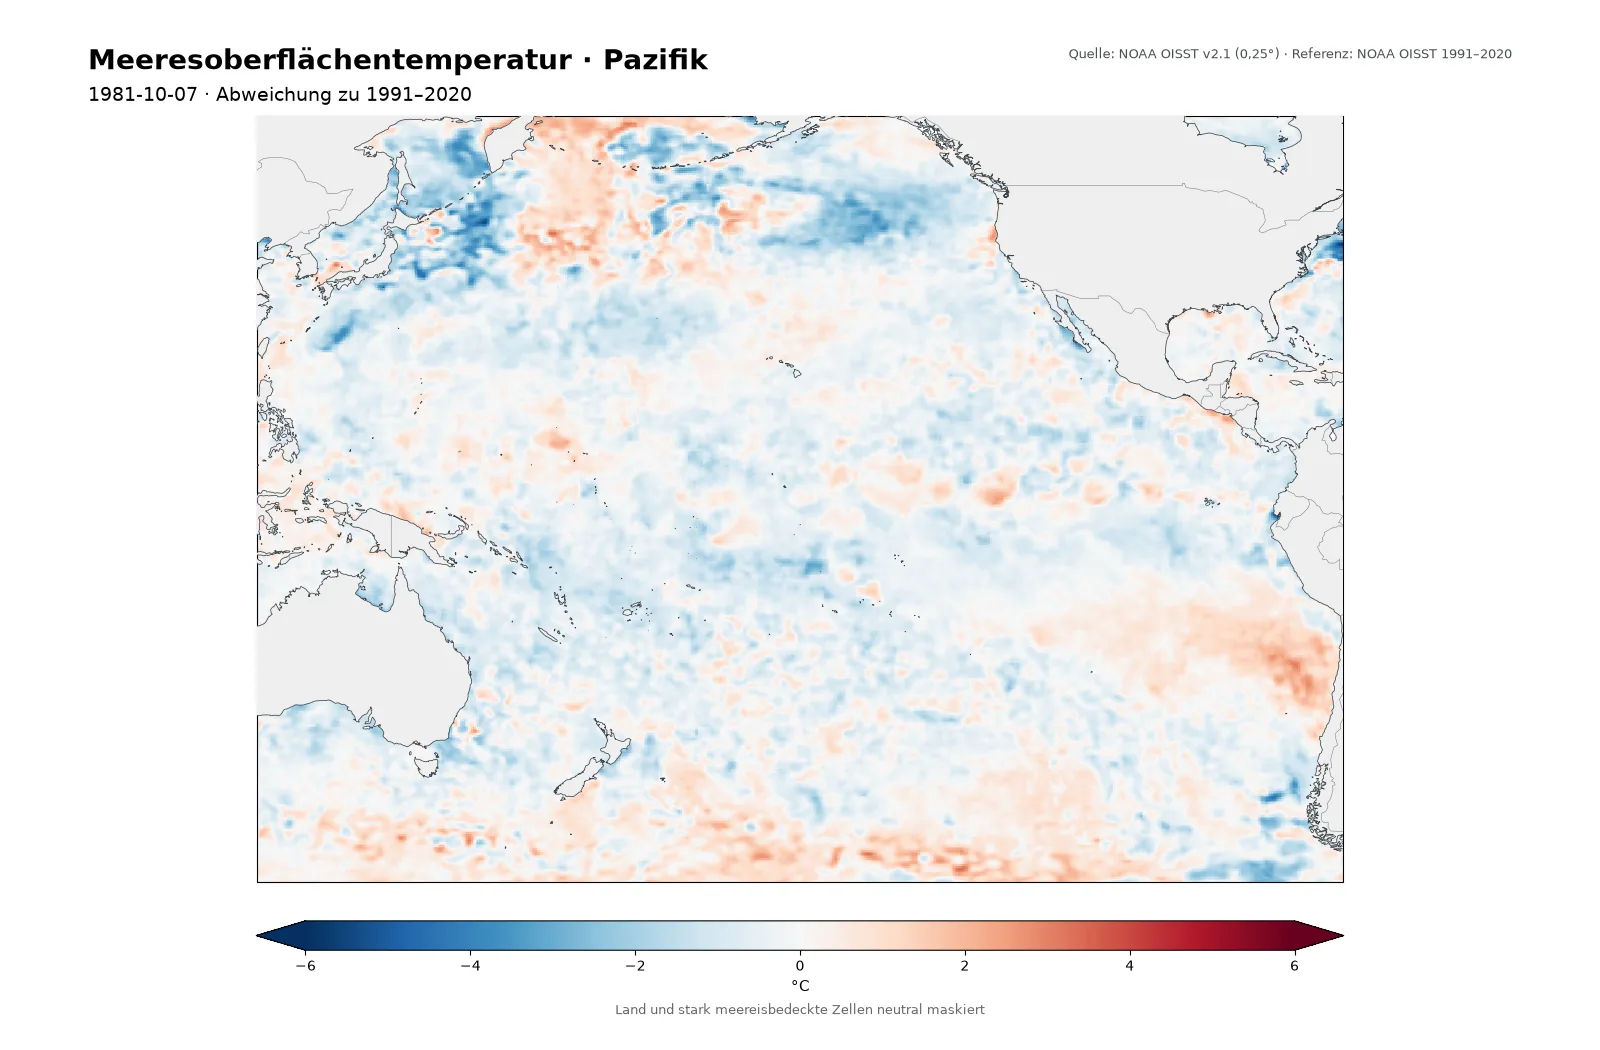 Meeresoberflächentemperatur · Pazifik
Quelle: NOAA OISST v2.1 (0,25°) · Referenz: NOAA OISST 1991–2020
1981-10-07 · Abweichung zu 1991–2020
−6 −4 −2 0 2 4 6
°C
Land und stark meereisbedeckte Zellen neutral maskiert